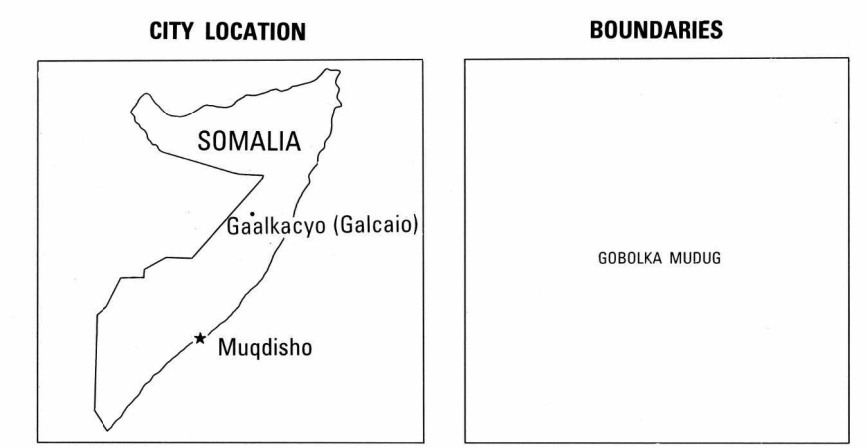 CITY LOCATION
SOMALIA
Gaalkacyo (Galcaio)
Muqdisho
BOUNDARIES
GOBOLKA MUDUG